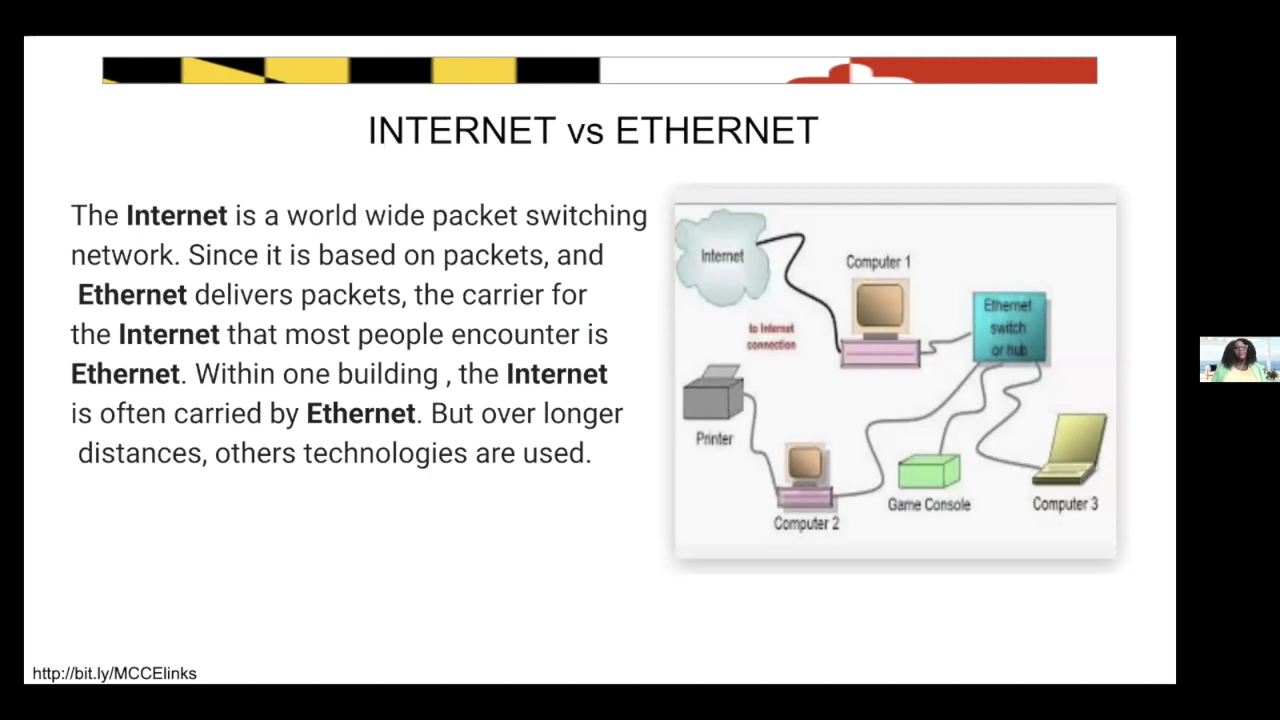 INTERNET vs ETHERNET
The Internet is a world wide packet switching
network. Since it is based on packets, and
Ethernet delivers packets, the carrier for
the Internet that most people encounter is
Ethernet. Within one building , the Internet
is often carried by Ethernet. But over longer
distances, others technologies are used.
Internet
Computer 1
Ethernet
switch
or hub
to Internet
connection
Printer
Computer 2
Game Console
Computer 3
http://bit.ly/MCCElinks